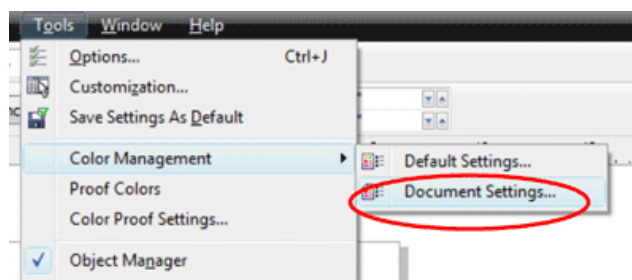 Tools Window Help
Options... Ctrl+J
Customization...
Save Settings As Default
Color Management
Default Settings...
Document Settings...
Proof Colors
Color Proof Settings...
Object Manager